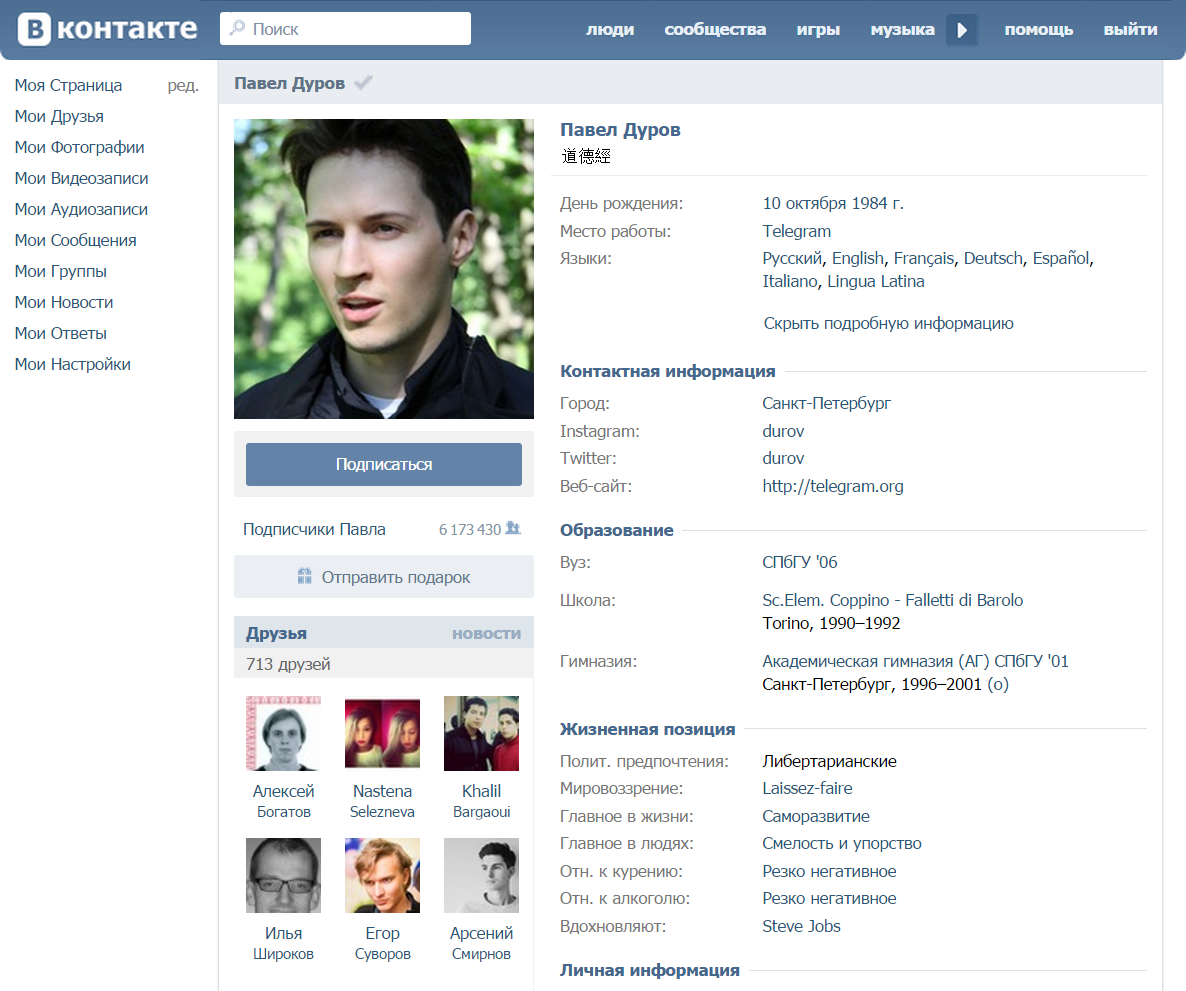 В контакте
Поиск
люди сообщества игры музыка помощь выйти
Моя Страница ред.
Мои Друзья
Мои Фотографии
Мои Видеозаписи
Мои Аудиозаписи
Мои Сообщения
Мои Группы
Мои Новости
Мои Ответы
Мои Настройки
Павел Дуров
Подписаться
Подписчики Павла 6 173 430
Отправить подарок
Друзья новости
713 друзей
Алексей Nastena Khalil
Богатов Selezneva Bargaoui
Илья Егор Арсений
Широков Суворов Смирнов
Павел Дуров
道德經
День рождения: 10 октября 1984 г.
Место работы: Telegram
Языки: Русский, English, Français, Deutsch, Español,
Italiano, Lingua Latina
Скрыть подробную информацию
Контактная информация
Город: Санкт-Петербург
Instagram: durov
Twitter: durov
Веб-сайт: http://telegram.org
Образование
Вуз: СПбГУ '06
Школа: Sc.Elem. Coppino - Falletti di Barolo
Torino, 1990–1992
Гимназия: Академическая гимназия (АГ) СПбГУ '01
Санкт-Петербург, 1996–2001 (о)
Жизненная позиция
Полит. предпочтения: Либертарианские
Мировоззрение: Laissez-faire
Главное в жизни: Саморазвитие
Главное в людях: Смелость и упорство
Отн. к курению: Резко негативное
Отн. к алкоголю: Резко негативное
Вдохновляют: Steve Jobs
Личная информация